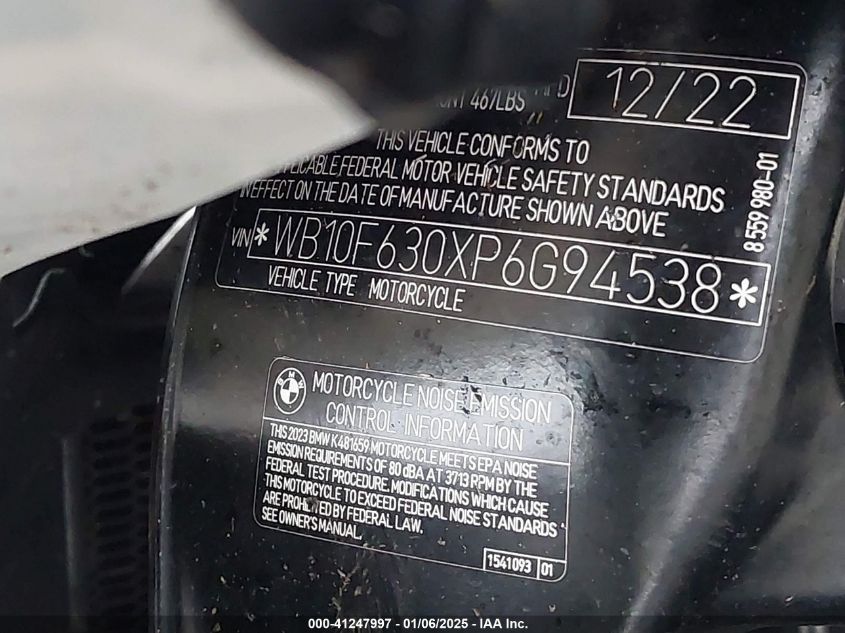 467LBS
12/22
THIS VEHICLE CONFORMS TO
FEDERAL MOTOR VEHICLE SAFETY STANDARDS
IN EFFECT ON THE DATE OF MANUFACTURE SHOWN ABOVE
8 559 980-01
VIN *WB10F630XP6G94538*
VEHICLE TYPE MOTORCYCLE
BMW
MOTORCYCLE NOISE EMISSION
CONTROL INFORMATION
THIS 2023 BMW K481659 MOTORCYCLE MEETS EPA NOISE
EMISSION REQUIREMENTS OF 80 dBA AT 3713 RPM BY THE
FEDERAL TEST PROCEDURE. MODIFICATIONS WHICH CAUSE
THIS MOTORCYCLE TO EXCEED FEDERAL NOISE STANDARDS
ARE PROHIBITED BY FEDERAL LAW.
SEE OWNER'S MANUAL.
1541093 01
000-41247997 - 01/06/2025 - IAA Inc.